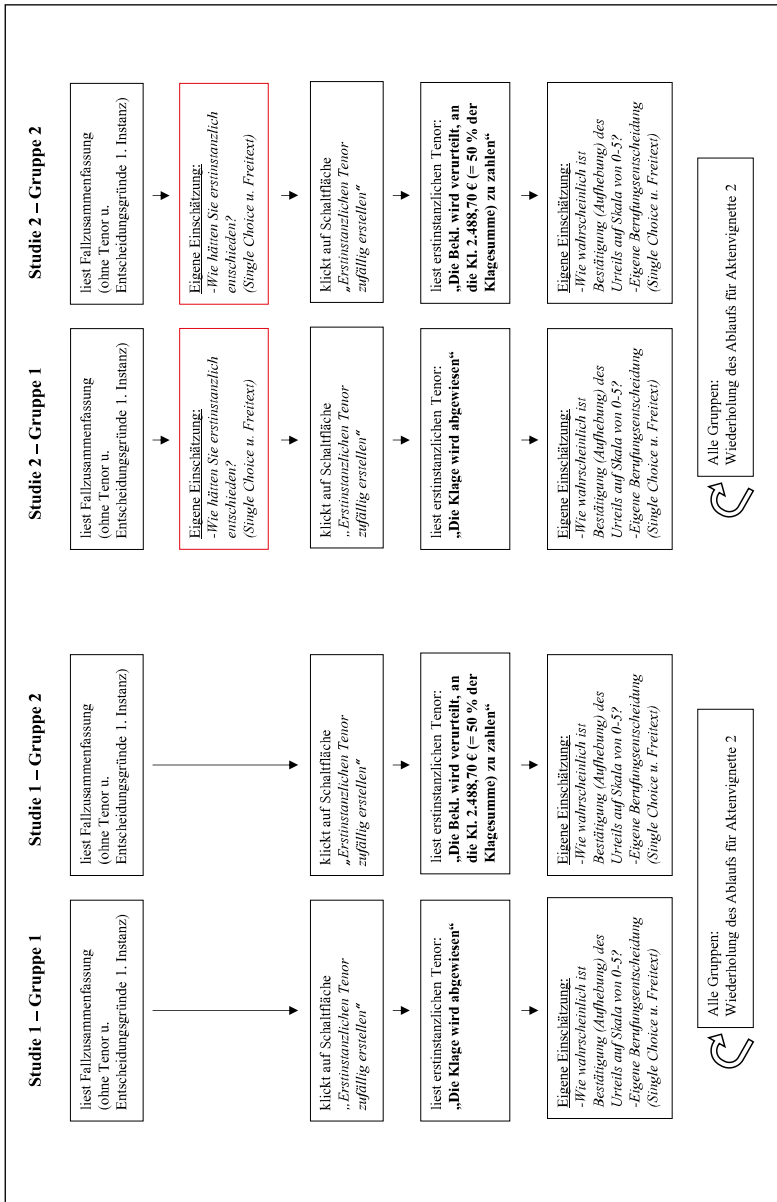 Studie 1 – Gruppe 1
liest Fallzusammenfassung
(ohne Tenor u.
Entscheidungsgründe 1. Instanz)
klickt auf Schaltfläche
„Erstinstanzlichen Tenor
zufällig erstellen“
liest erstinstanzlichen Tenor:
„Die Klage wird abgewiesen“
Eigene Einschätzung:
-Wie wahrscheinlich ist
Bestätigung (Aufhebung) des
Urteils auf Skala von 0-5?
-Eigene Berufungsentscheidung
(Single Choice u. Freitext)
Studie 1 – Gruppe 2
liest Fallzusammenfassung
(ohne Tenor u.
Entscheidungsgründe 1. Instanz)
klickt auf Schaltfläche
„Erstinstanzlichen Tenor
zufällig erstellen“
liest erstinstanzlichen Tenor:
„Die Bekl. wird verurteilt, an
die Kl. 2.488,70 € (= 50 % der
Klagesumme) zu zahlen“
Eigene Einschätzung:
-Wie wahrscheinlich ist
Bestätigung (Aufhebung) des
Urteils auf Skala von 0-5?
-Eigene Berufungsentscheidung
(Single Choice u. Freitext)
Alle Gruppen:
Wiederholung des Ablaufs für Aktenvignette 2
Studie 2 – Gruppe 1
liest Fallzusammenfassung
(ohne Tenor u.
Entscheidungsgründe 1. Instanz)
Eigene Einschätzung:
-Wie hätten Sie erstinstanzlich
entschieden?
(Single Choice u. Freitext)
klickt auf Schaltfläche
„Erstinstanzlichen Tenor
zufällig erstellen“
liest erstinstanzlichen Tenor:
„Die Klage wird abgewiesen“
Eigene Einschätzung:
-Wie wahrscheinlich ist
Bestätigung (Aufhebung) des
Urteils auf Skala von 0-5?
-Eigene Berufungsentscheidung
(Single Choice u. Freitext)
Studie 2 – Gruppe 2
liest Fallzusammenfassung
(ohne Tenor u.
Entscheidungsgründe 1. Instanz)
Eigene Einschätzung:
-Wie hätten Sie erstinstanzlich
entschieden?
(Single Choice u. Freitext)
klickt auf Schaltfläche
„Erstinstanzlichen Tenor
zufällig erstellen“
liest erstinstanzlichen Tenor:
„Die Bekl. wird verurteilt, an
die Kl. 2.488,70 € (= 50 % der
Klagesumme) zu zahlen“
Eigene Einschätzung:
-Wie wahrscheinlich ist
Bestätigung (Aufhebung) des
Urteils auf Skala von 0-5?
-Eigene Berufungsentscheidung
(Single Choice u. Freitext)
Alle Gruppen:
Wiederholung des Ablaufs für Aktenvignette 2